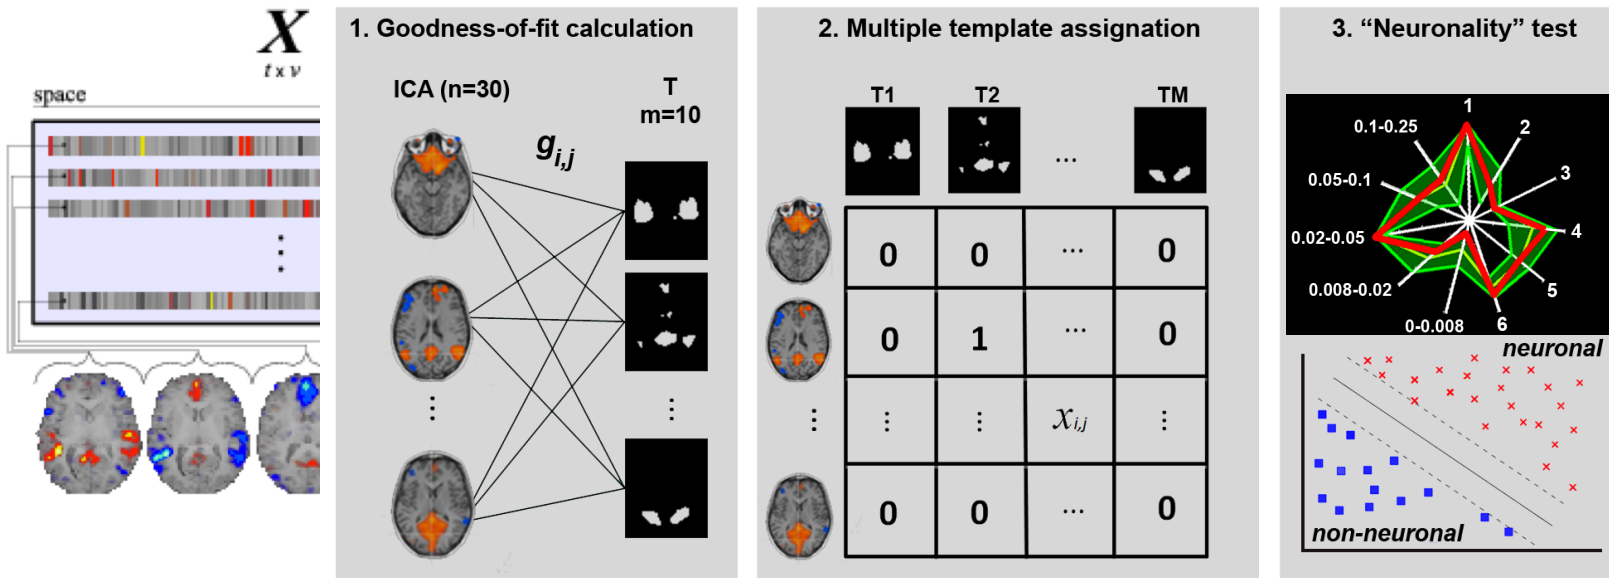 X
t x v
space
1. Goodness-of-fit calculation
ICA (n=30)
T
m=10
g i,j
...
...
2. Multiple template assignation
T1 T2 TM
...
0 0 ... 0
0 1 ... 0
... ... x i,j ...
0 0 ... 0
3. “Neuronality” test
1
0.1-0.25 2
0.05-0.1 3
0.02-0.05 4
0.008-0.02 5
0-0.008 6
neuronal
non-neuronal